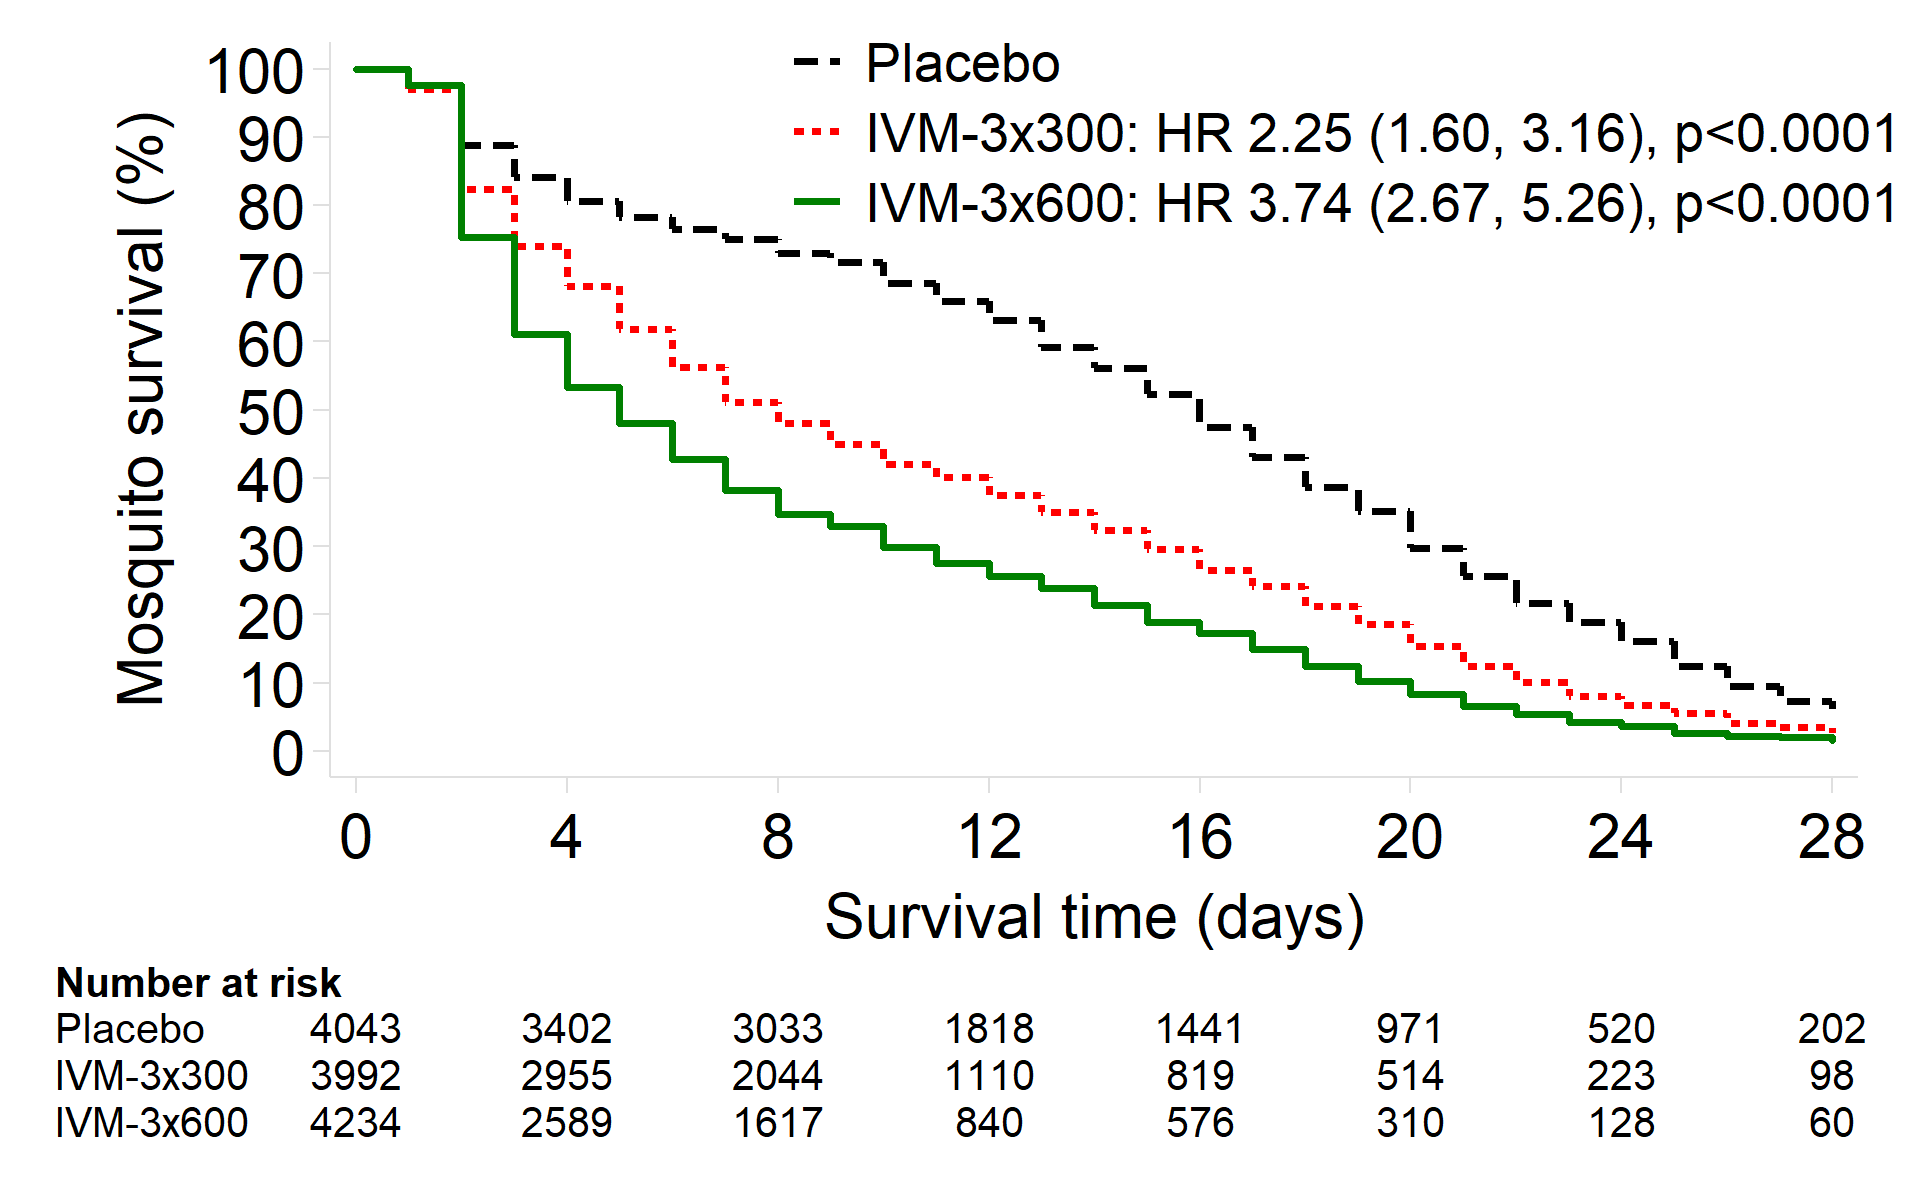 Placebo
IVM-3x300: HR 2.25 (1.60, 3.16), p<0.0001
IVM-3x600: HR 3.74 (2.67, 5.26), p<0.0001
Mosquito survival (%)
100
90
80
70
60
50
40
30
20
10
0
0 4 8 12 16 20 24 28
Survival time (days)
Number at risk
Placebo 4043 3402 3033 1818 1441 971 520 202
IVM-3x300 3992 2955 2044 1110 819 514 223 98
IVM-3x600 4234 2589 1617 840 576 310 128 60